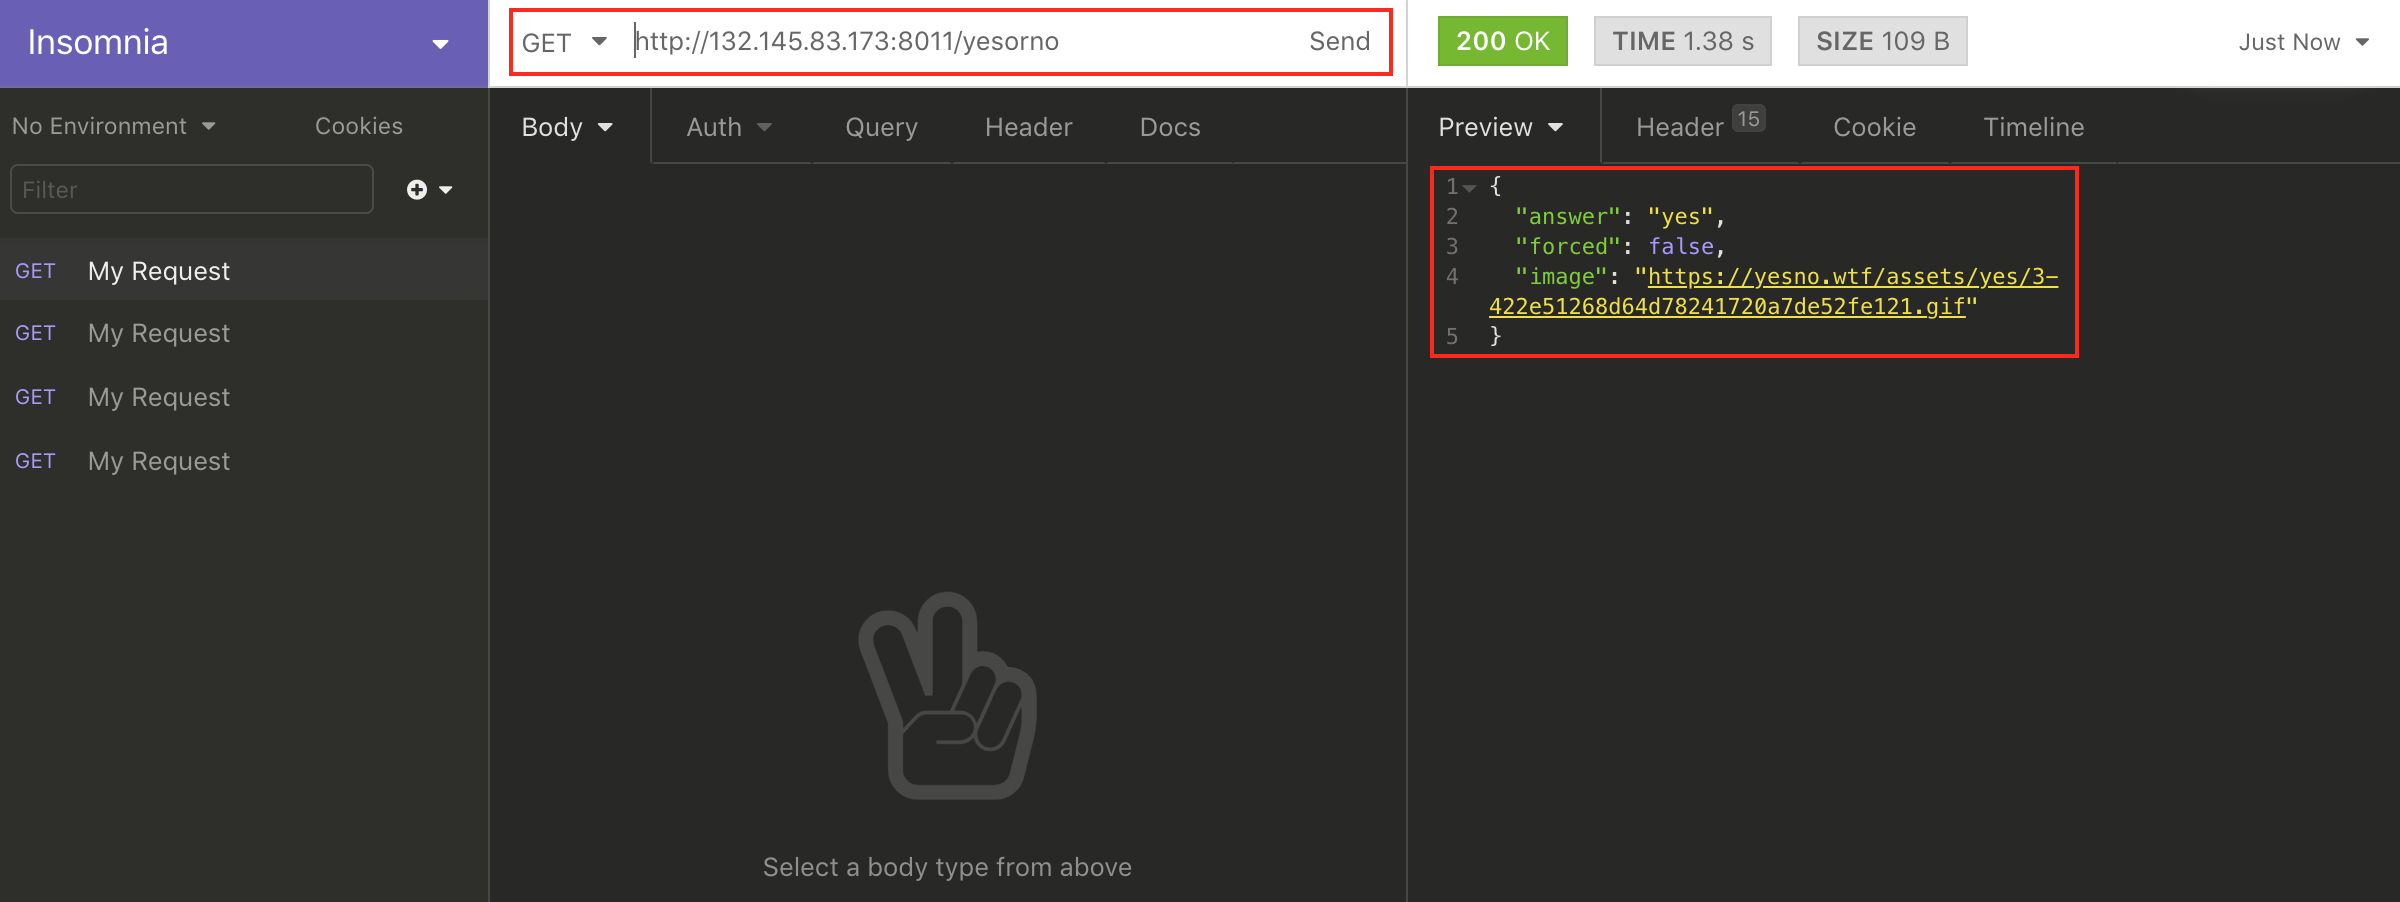 Insomnia
GET http://132.145.83.173:8011/yesorno Send
200 OK TIME 1.38 s SIZE 109 B Just Now
No Environment Cookies
Body Auth Query Header Docs
Preview Header 15 Cookie Timeline
Filter
GET My Request
GET My Request
GET My Request
GET My Request
1 {
2 "answer": "yes",
3 "forced": false,
4 "image": "https://yesno.wtf/assets/yes/3-
422e51268d64d78241720a7de52fe121.gif"
5 }
Select a body type from above